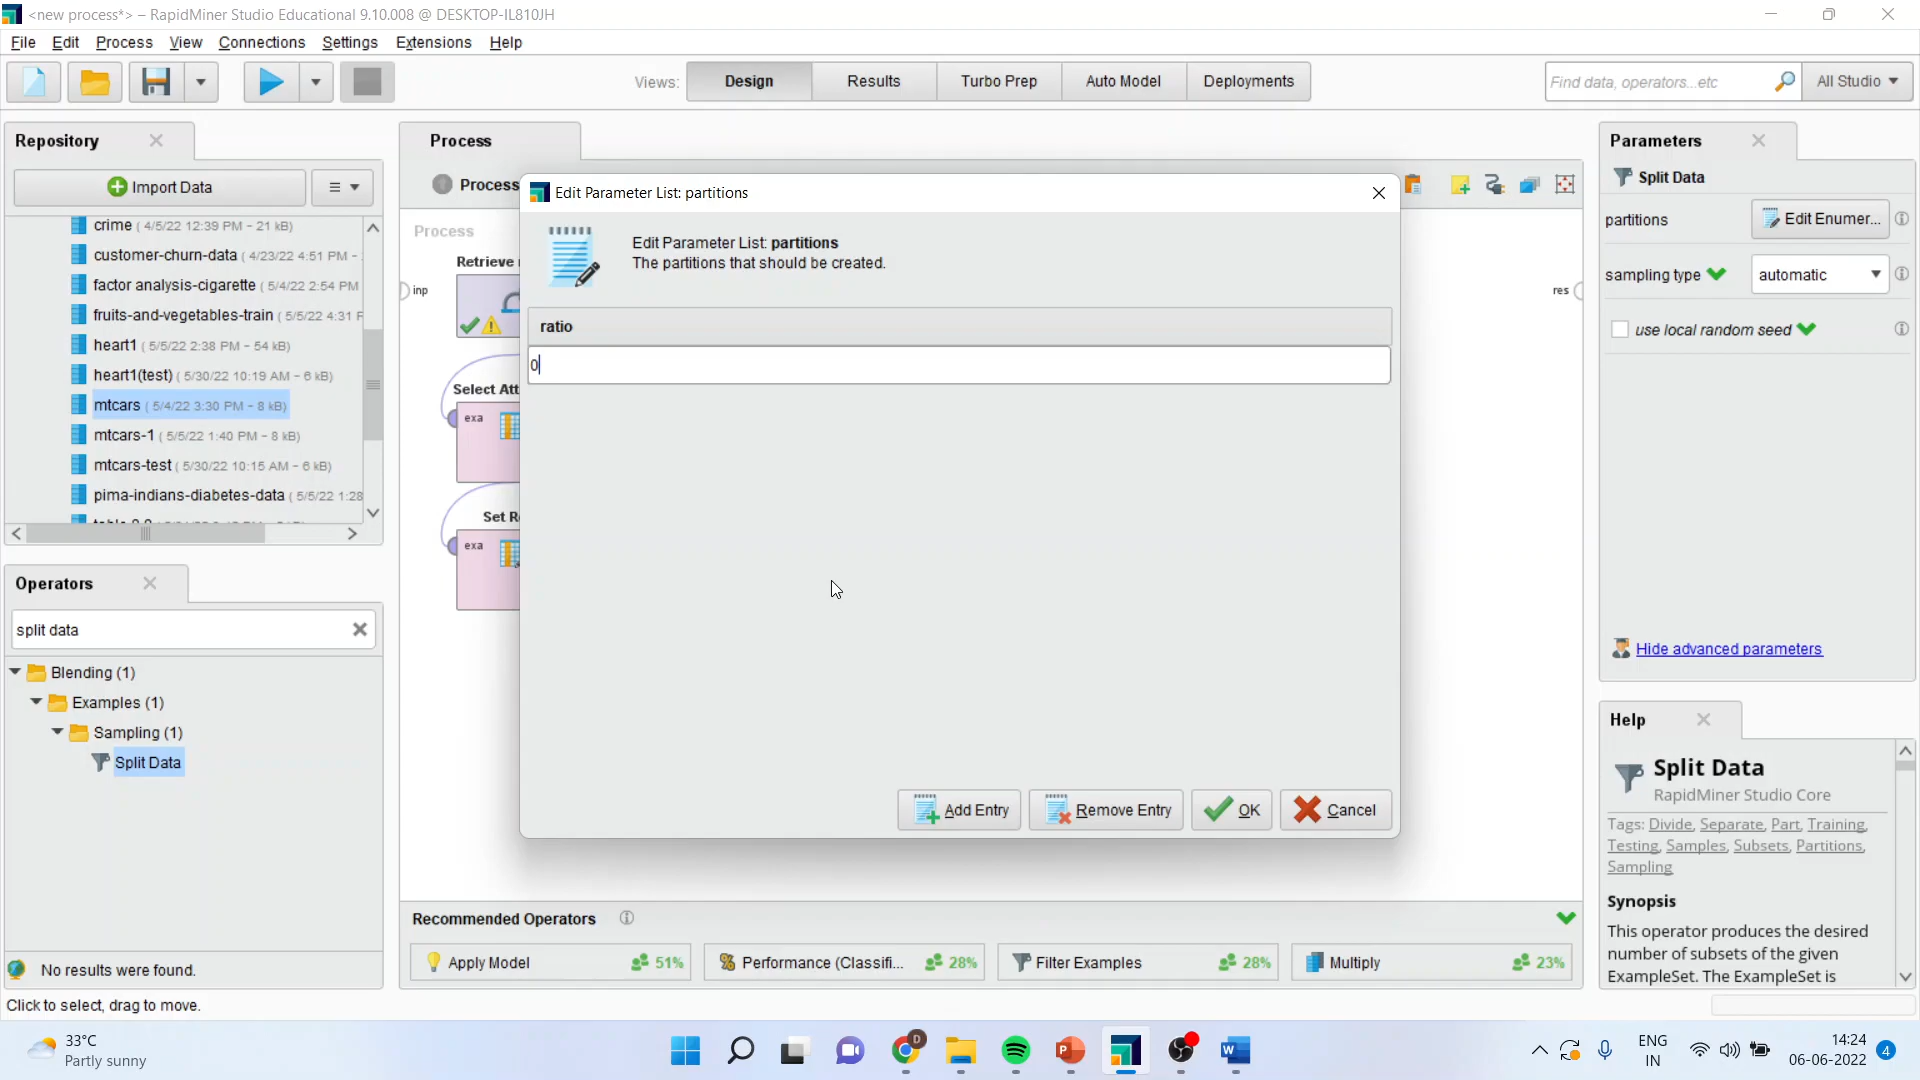 <new process*> – RapidMiner Studio Educational 9.10.008 @ DESKTOP-IL810JH
File Edit Process View Connections Settings Extensions Help
Views: Design Results Turbo Prep Auto Model Deployments
Find data, operators...etc
All Studio
Repository
Import Data
crime ( 4/5/22 12:39 PM – 21 kB)
customer-churn-data ( 4/23/22 4:51 PM -
factor analysis-cigarette ( 5/4/22 2:54 PM
fruits-and-vegetables-train ( 5/5/22 4:31
heart1 ( 5/5/22 2:38 PM – 54 kB)
heart1(test) ( 5/30/22 10:19 AM – 6 kB)
mtcars ( 5/4/22 3:30 PM – 8 kB)
mtcars-1 ( 5/5/22 1:40 PM – 8 kB)
mtcars-test ( 5/30/22 10:15 AM – 6 kB)
pima-indians-diabetes-data ( 5/5/22 1:28
Operators
split data
Blending (1)
Examples (1)
Sampling (1)
Split Data
No results were found.
Click to select, drag to move.
Process
Process
Process
inp
Retrieve
Select Att
exa
Set R
exa
res
Edit Parameter List: partitions
Edit Parameter List: partitions
The partitions that should be created.
ratio
0
Add Entry
Remove Entry
OK
Cancel
Recommended Operators
Apply Model 51%
Performance (Classifi... 28%
Filter Examples 28%
Multiply 23%
Parameters
Split Data
partitions Edit Enumer...
sampling type automatic
use local random seed
Hide advanced parameters
Help
Split Data
RapidMiner Studio Core
Tags: Divide, Separate, Part, Training,
Testing, Samples, Subsets, Partitions,
Sampling
Synopsis
This operator produces the desired
number of subsets of the given
ExampleSet. The ExampleSet is
33°C
Partly sunny
ENG
IN
14:24
06-06-2022
4